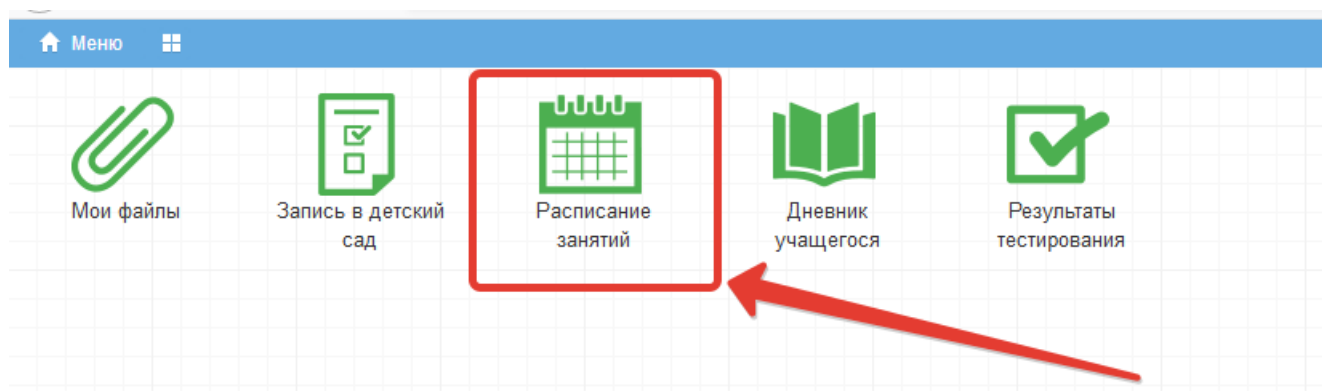 Меню
Мои файлы
Запись в детский
сад
Расписание
занятий
Дневник
учащегося
Результаты
тестирования